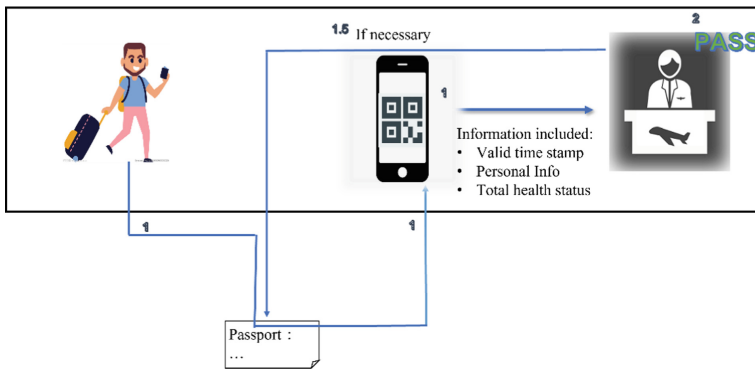 2
PASS
1.5 If necessary
1
Information included:
• Valid time stamp
• Personal Info
• Total health status
1
1
Passport :
…